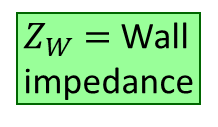 Z_W = Wall
impedance